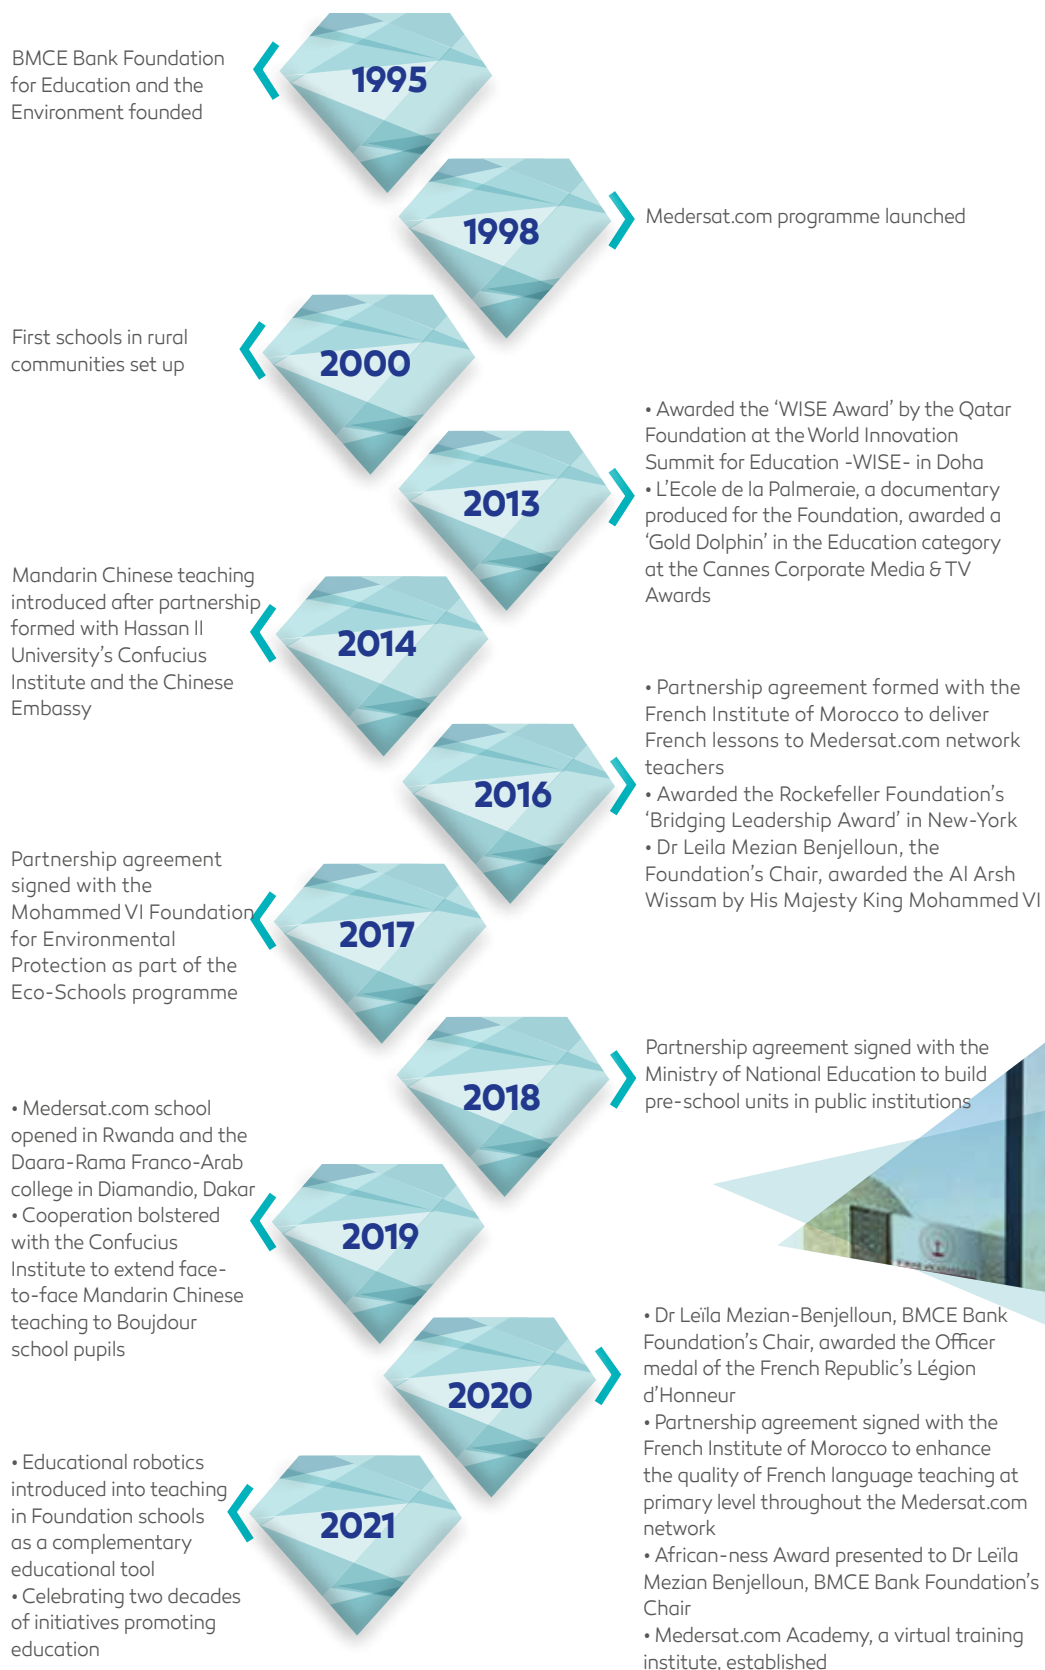 BMCE Bank Foundation
for Education and the
Environment founded
1995
1998
Medersat.com programme launched
First schools in rural
communities set up
2000
2013
• Awarded the ‘WISE Award’ by the Qatar
Foundation at the World Innovation
Summit for Education -WISE- in Doha
• L’Ecole de la Palmeraie, a documentary
produced for the Foundation, awarded a
‘Gold Dolphin’ in the Education category
at the Cannes Corporate Media & TV
Awards
Mandarin Chinese teaching
introduced after partnership
formed with Hassan II
University’s Confucius
Institute and the Chinese
Embassy
2014
2016
• Partnership agreement formed with the
French Institute of Morocco to deliver
French lessons to Medersat.com network
teachers
• Awarded the Rockefeller Foundation’s
‘Bridging Leadership Award’ in New-York
• Dr Leila Mezian Benjelloun, the
Foundation’s Chair, awarded the Al Arsh
Wissam by His Majesty King Mohammed VI
Partnership agreement
signed with the
Mohammed VI Foundation
for Environmental
Protection as part of the
Eco-Schools programme
2017
2018
Partnership agreement signed with the
Ministry of National Education to build
pre-school units in public institutions
• Medersat.com school
opened in Rwanda and the
Daara-Rama Franco-Arab
college in Diamandio, Dakar
• Cooperation bolstered
with the Confucius
Institute to extend face-
to-face Mandarin Chinese
teaching to Boujdour
school pupils
2019
2020
• Dr Leïla Mezian-Benjelloun, BMCE Bank
Foundation’s Chair, awarded the Officer
medal of the French Republic’s Légion
d’Honneur
• Partnership agreement signed with the
French Institute of Morocco to enhance
the quality of French language teaching at
primary level throughout the Medersat.com
network
• African-ness Award presented to Dr Leïla
Mezian Benjelloun, BMCE Bank Foundation’s
Chair
• Medersat.com Academy, a virtual training
institute, established
• Educational robotics
introduced into teaching
in Foundation schools
as a complementary
educational tool
• Celebrating two decades
of initiatives promoting
education
2021